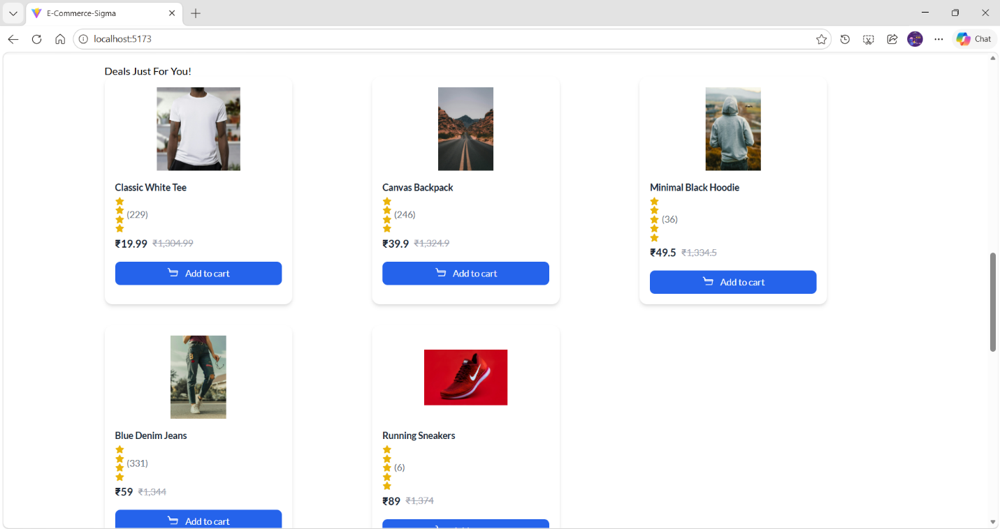 E-Commerce-Sigma
localhost:5173
Chat
Deals Just For You!
Classic White Tee
(229)
₹19.99 ₹1,304.99
Add to cart
Canvas Backpack
(246)
₹39.9 ₹1,324.9
Add to cart
Minimal Black Hoodie
(36)
₹49.5 ₹1,334.5
Add to cart
Blue Denim Jeans
(331)
₹59 ₹1,344
Add to cart
Running Sneakers
(6)
₹89 ₹1,374